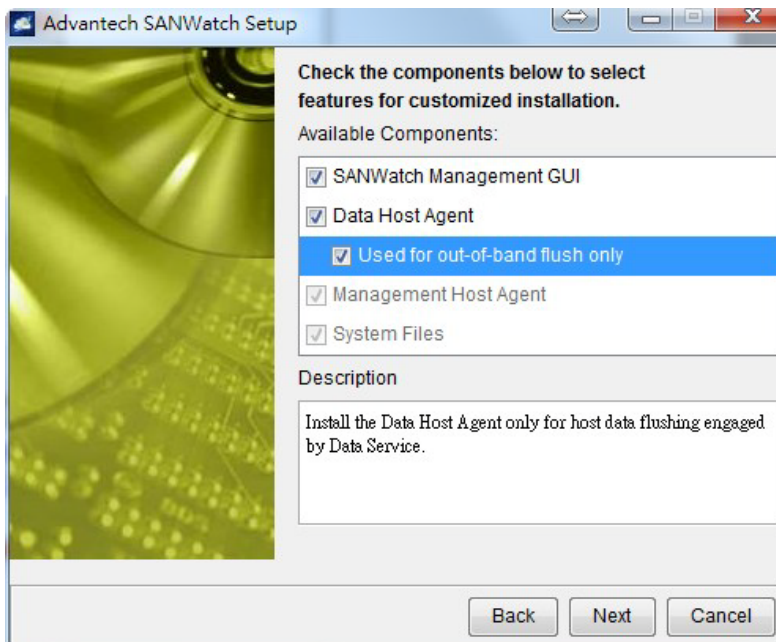 Advantech SANWatch Setup
Check the components below to select
features for customized installation.
Available Components:
SANWatch Management GUI
Data Host Agent
Used for out-of-band flush only
Management Host Agent
System Files
Description
Install the Data Host Agent only for host data flushing engaged
by Data Service.
Back
Next
Cancel